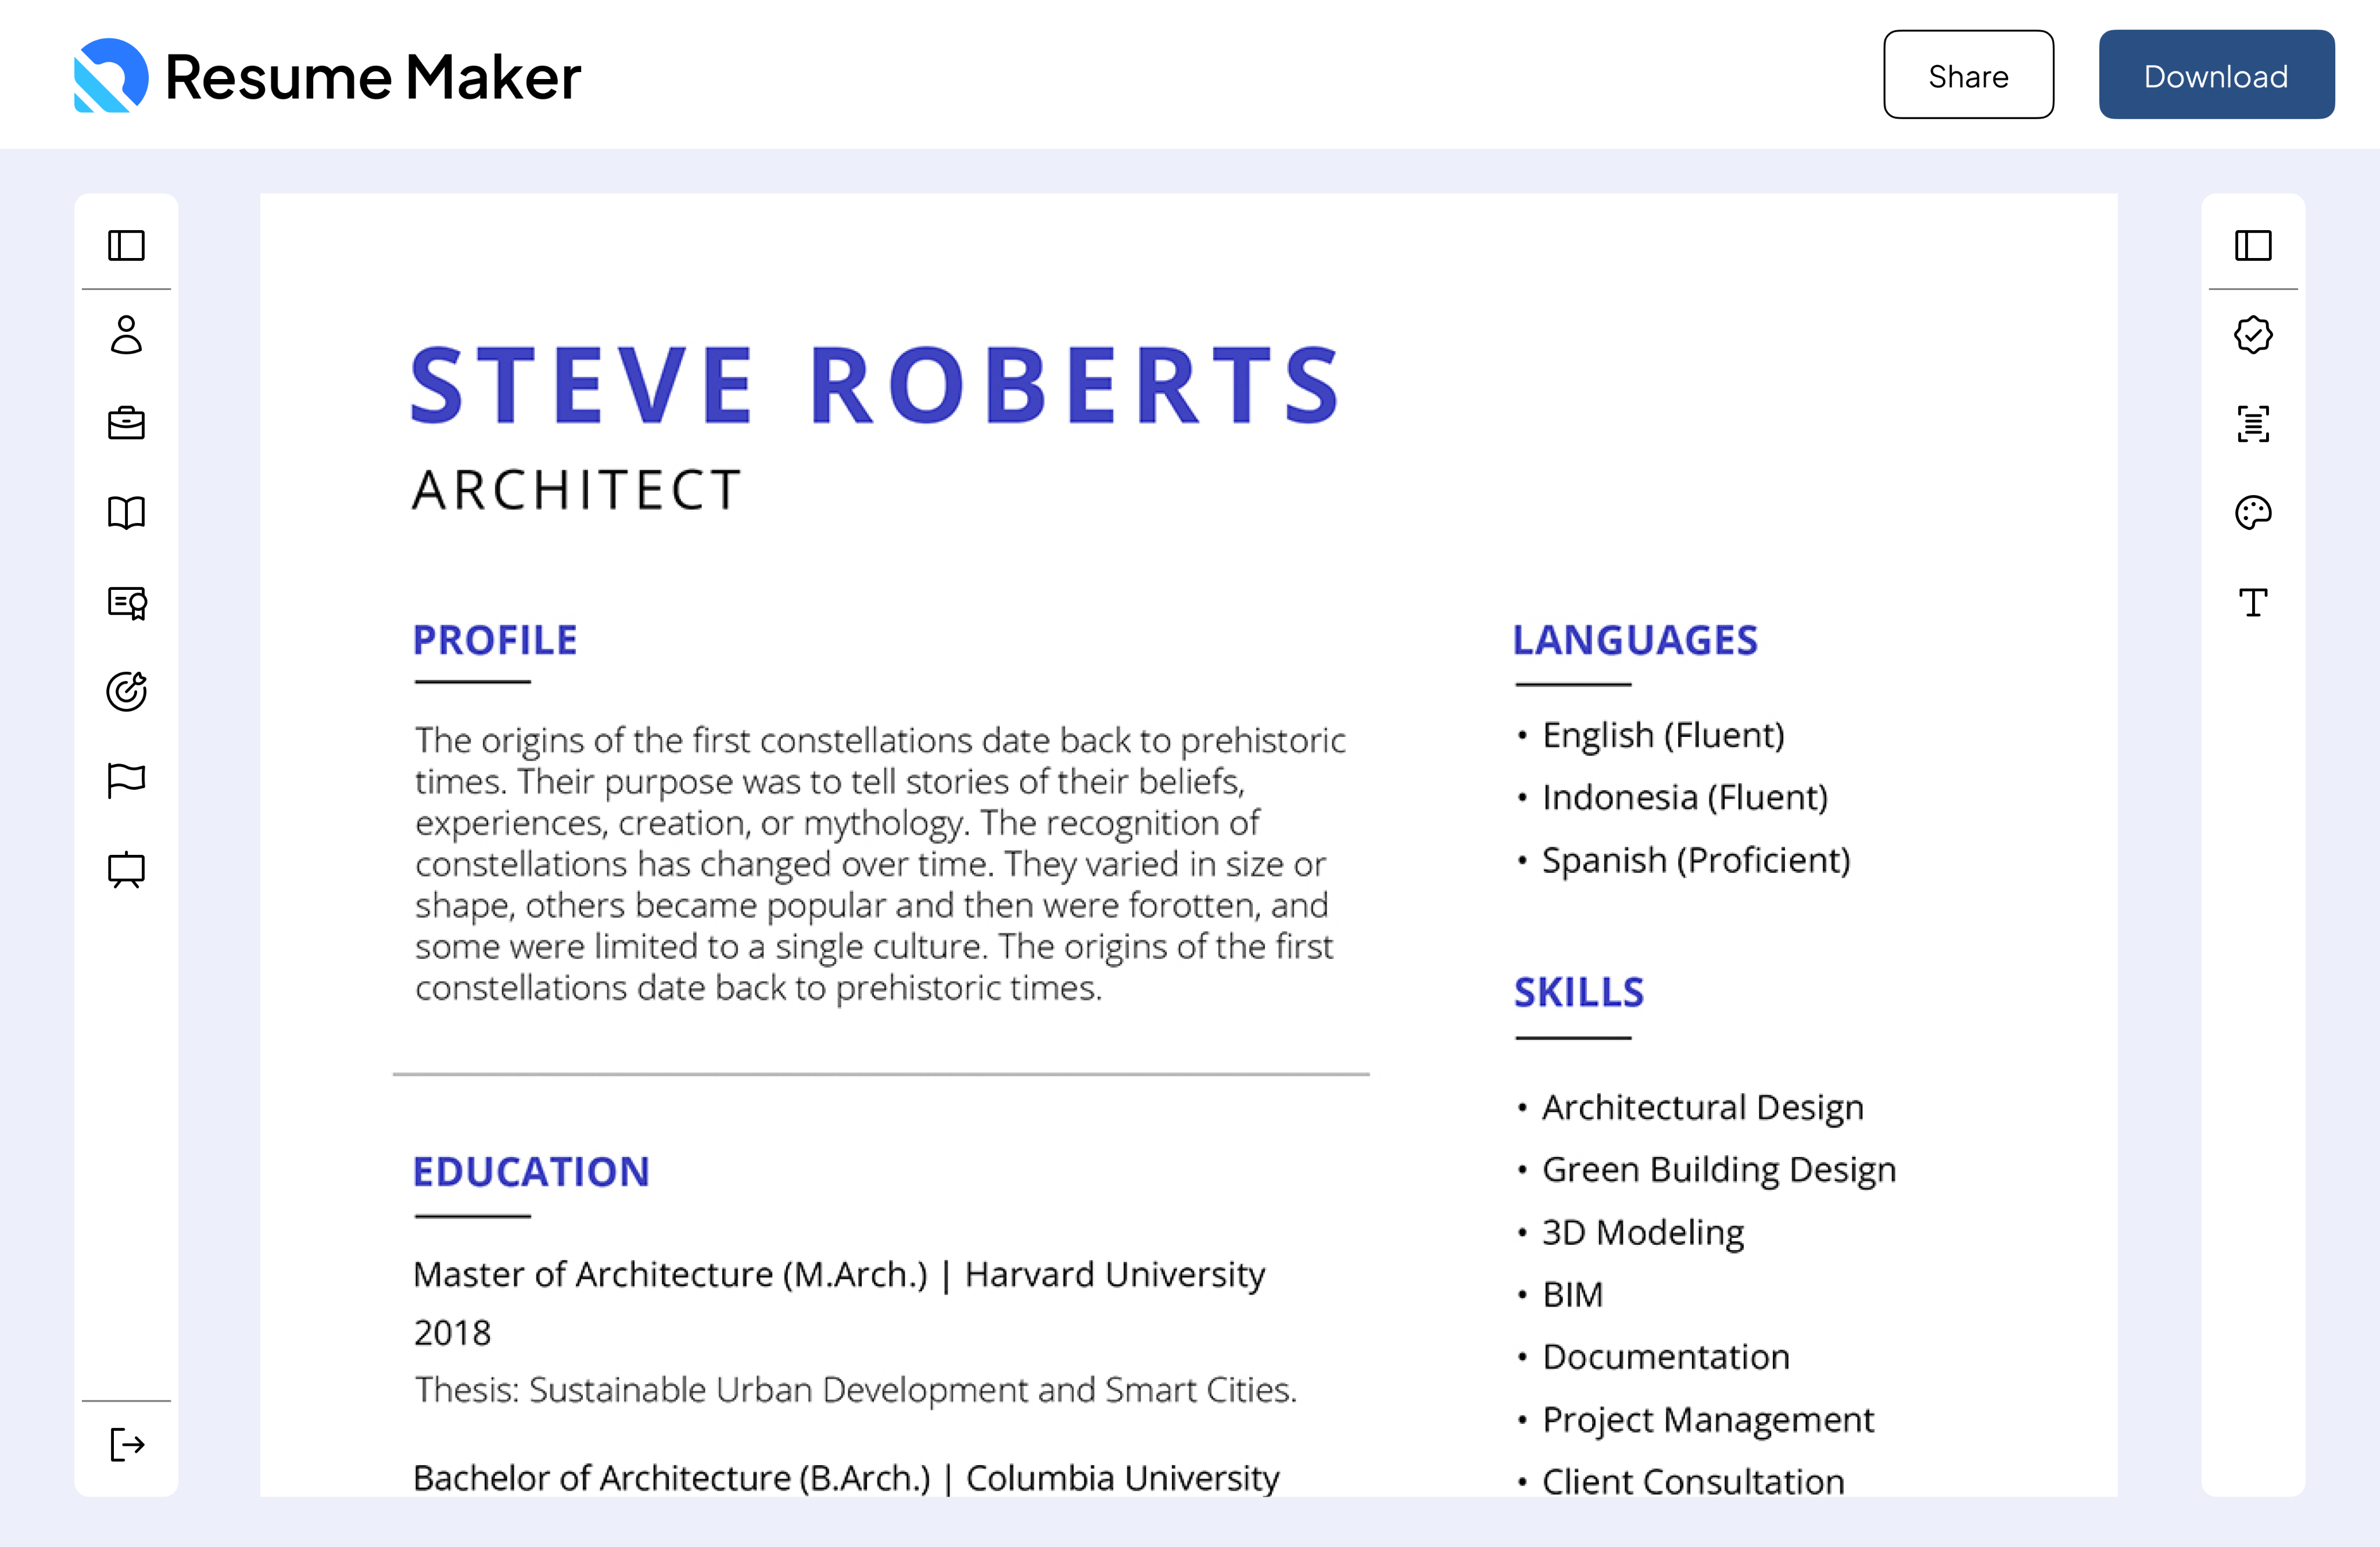 Resume Maker
Share
Download
STEVE ROBERTS
ARCHITECT
PROFILE
The origins of the first constellations date back to prehistoric
times. Their purpose was to tell stories of their beliefs,
experiences, creation, or mythology. The recognition of
constellations has changed over time. They varied in size or
shape, others became popular and then were forotten, and
some were limited to a single culture. The origins of the first
constellations date back to prehistoric times.
EDUCATION
Master of Architecture (M.Arch.) | Harvard University
2018
Thesis: Sustainable Urban Development and Smart Cities.
Bachelor of Architecture (B.Arch.) | Columbia University
LANGUAGES
• English (Fluent)
• Indonesia (Fluent)
• Spanish (Proficient)
SKILLS
• Architectural Design
• Green Building Design
• 3D Modeling
• BIM
• Documentation
• Project Management
• Client Consultation